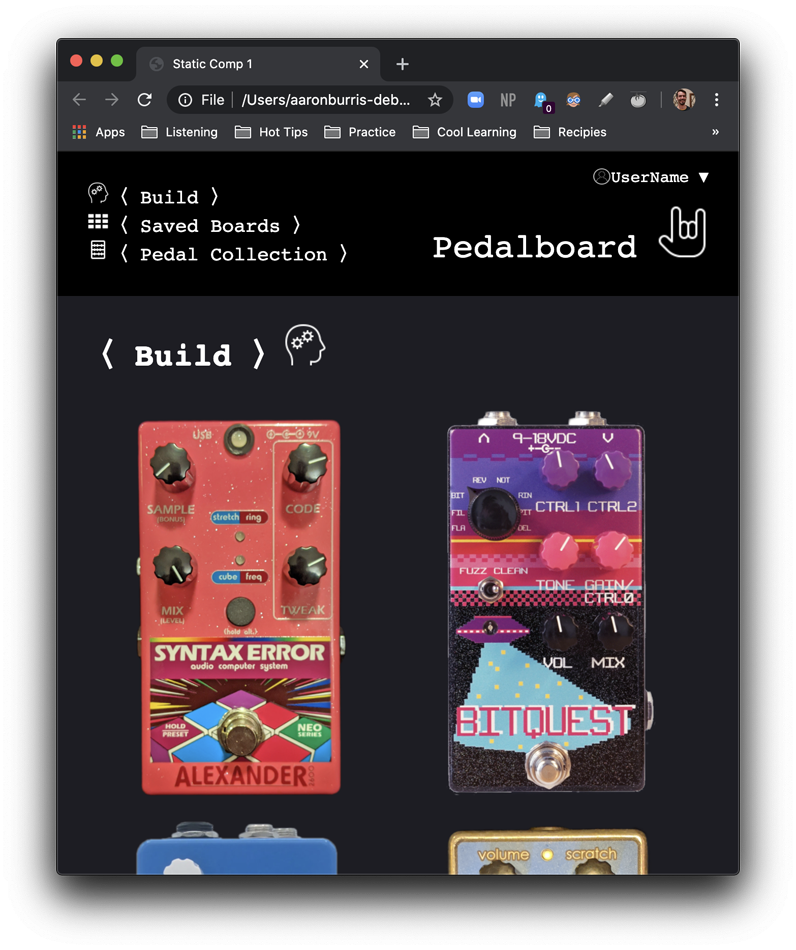 Static Comp 1
File
/Users/aaronburris-deb...
NP
0
Apps
Listening
Hot Tips
Practice
Cool Learning
Recipies
»
UserName ▼
⟨ Build ⟩
⟨ Saved Boards ⟩
⟨ Pedal Collection ⟩
Pedalboard
⟨ Build ⟩
USB
9V
SAMPLE
(BONUS)
CODE
stretch ring
cube freq
MIX
(LEVEL)
TWEAK
(hold alt.)
SYNTAX ERROR
audio computer system
HOLD
PRESET
NEO
SERIES
ALEXANDER
9-18VDC
REV NOT
BIT
RIN
FIL
PIT
FLA
DEL
CTRL1 CTRL2
FUZZ CLEAN
TONE GAIN/
CTRL0
VOL MIX
BITQUEST
volume
scratch